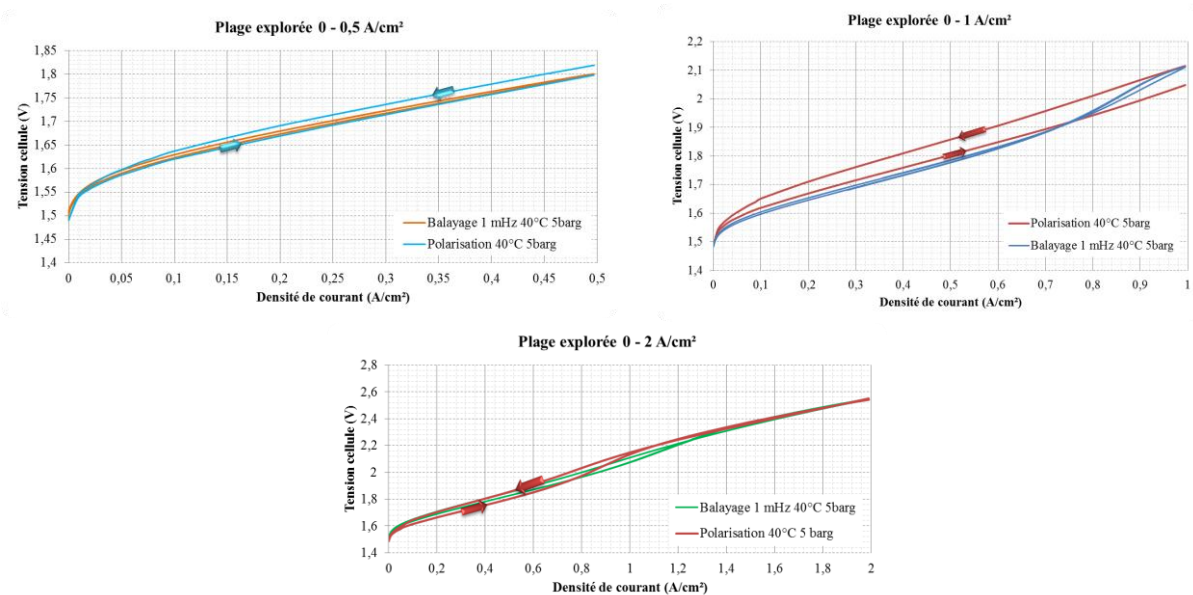 Plage explorée 0 - 0,5 A/cm²
1,85
1,8
1,75
1,7
1,65
1,6
1,55
1,5
1,45
1,4
Tension cellule (V)
Balayage 1 mHz 40°C 5barg
Polarisation 40°C 5barg
0 0,05 0,1 0,15 0,2 0,25 0,3 0,35 0,4 0,45 0,5
Densité de courant (A/cm²)
Plage explorée 0 - 1 A/cm²
2,2
2,1
2
1,9
1,8
1,7
1,6
1,5
1,4
Tension cellule (V)
Polarisation 40°C 5barg
Balayage 1 mHz 40°C 5barg
0 0,1 0,2 0,3 0,4 0,5 0,6 0,7 0,8 0,9 1
Densité de courant (A/cm²)
Plage explorée 0 - 2 A/cm²
2,8
2,6
2,4
2,2
2
1,8
1,6
1,4
Tension cellule (V)
Balayage 1 mHz 40°C 5barg
Polarisation 40°C 5 barg
0 0,2 0,4 0,6 0,8 1 1,2 1,4 1,6 1,8 2
Densité de courant (A/cm²)